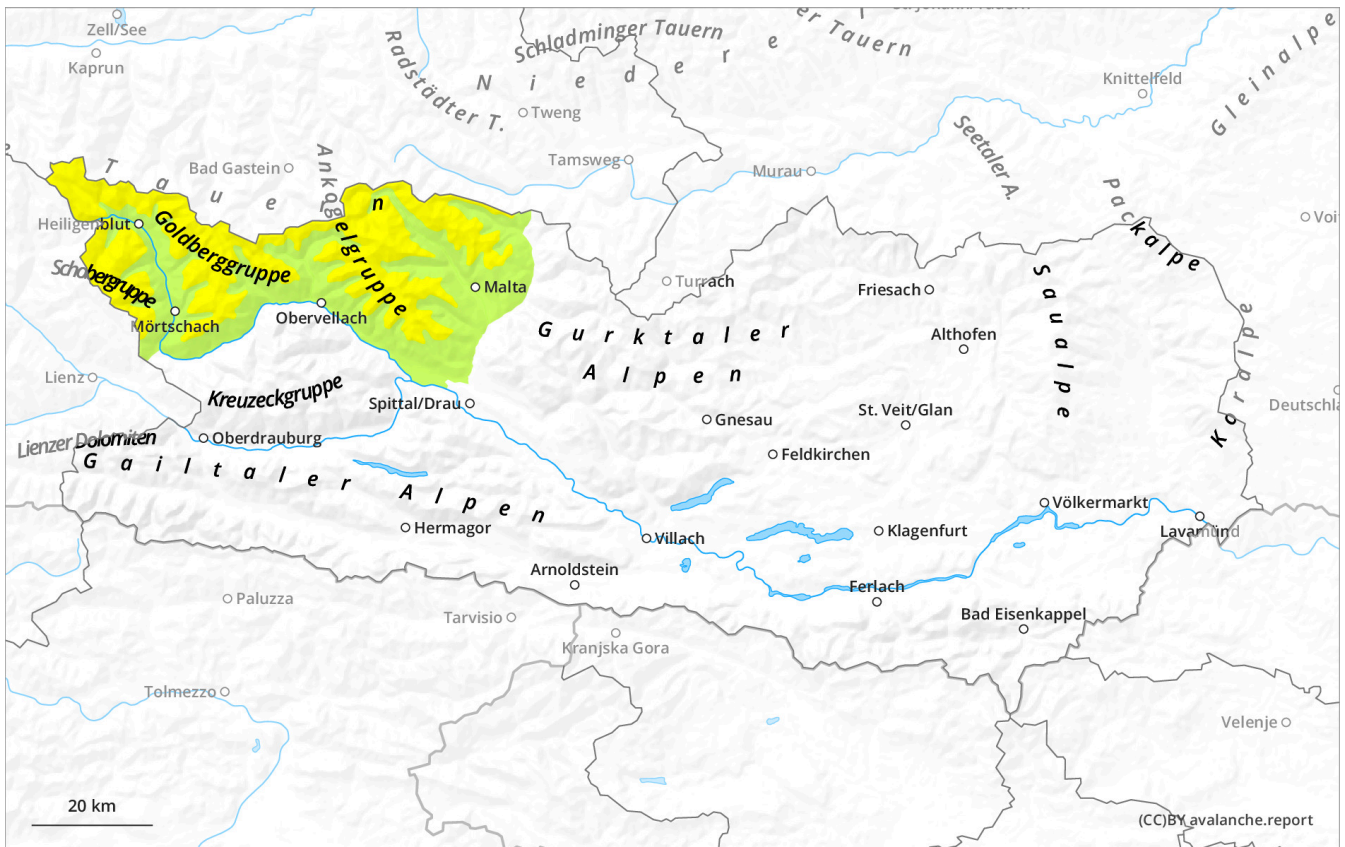 Zell/See
Kaprun
Radstädter T.
Schladminger Tauern
Niedere Tauern
Tweng
Knittelfeld
Gleinalpe
Seetaler A.
Tamsweg
Murau
Bad Gastein
Tauern
Ankogelgruppe
Packalpe
Heiligenblut
Goldberggruppe
Schobergruppe
Mörtschach
Obervellach
Malta
Turrach
Friesach
Gurktaler
Alpen
Althofen
Saualpe
Koralpe
Lienz
Kreuzeckgruppe
Spittal/Drau
Gnesau
St. Veit/Glan
Deutschla
Lienzer Dolomiten
Oberdrauburg
Feldkirchen
Gailtaler Alpen
Hermagor
Villach
Klagenfurt
Völkermarkt
Lavamünd
Arnoldstein
Ferlach
Bad Eisenkappel
Paluzza
Tarvisio
Kranjska Gora
Tolmezzo
Velenje
20 km
(CC)BY avalanche.report